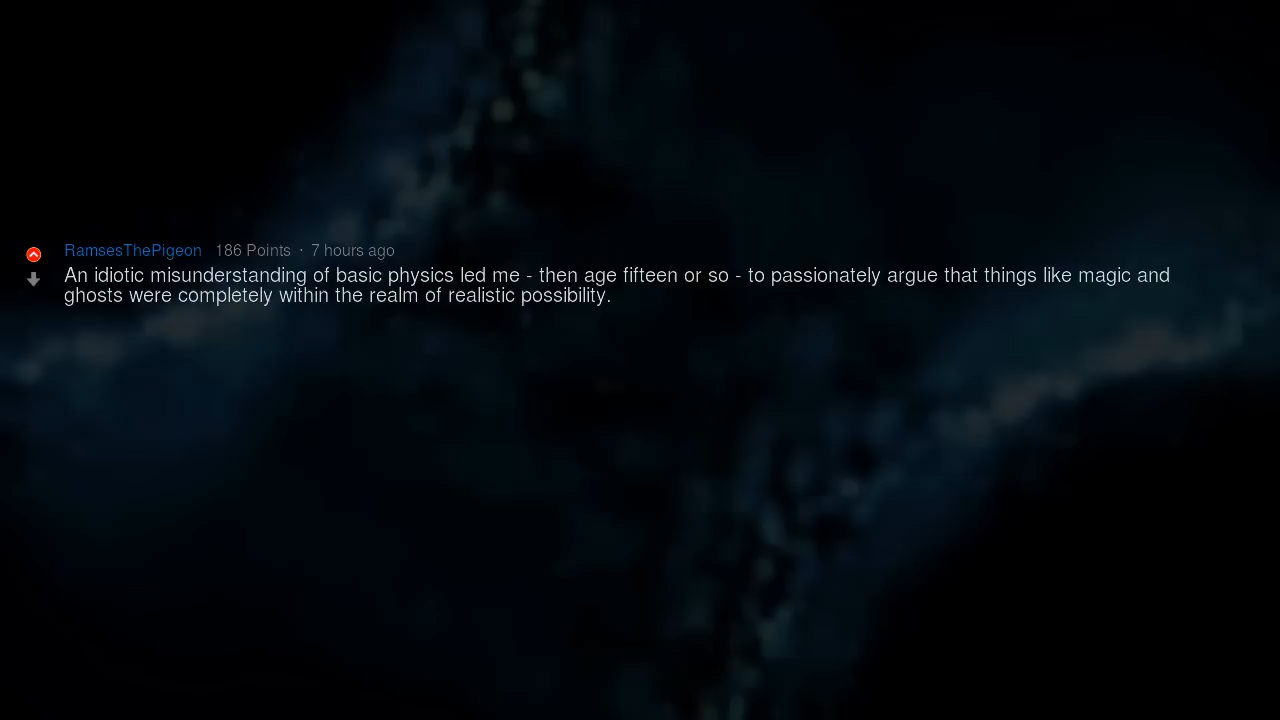 RamsesThePigeon 186 Points · 7 hours ago
An idiotic misunderstanding of basic physics led me - then age fifteen or so - to passionately argue that things like magic and
ghosts were completely within the realm of realistic possibility.